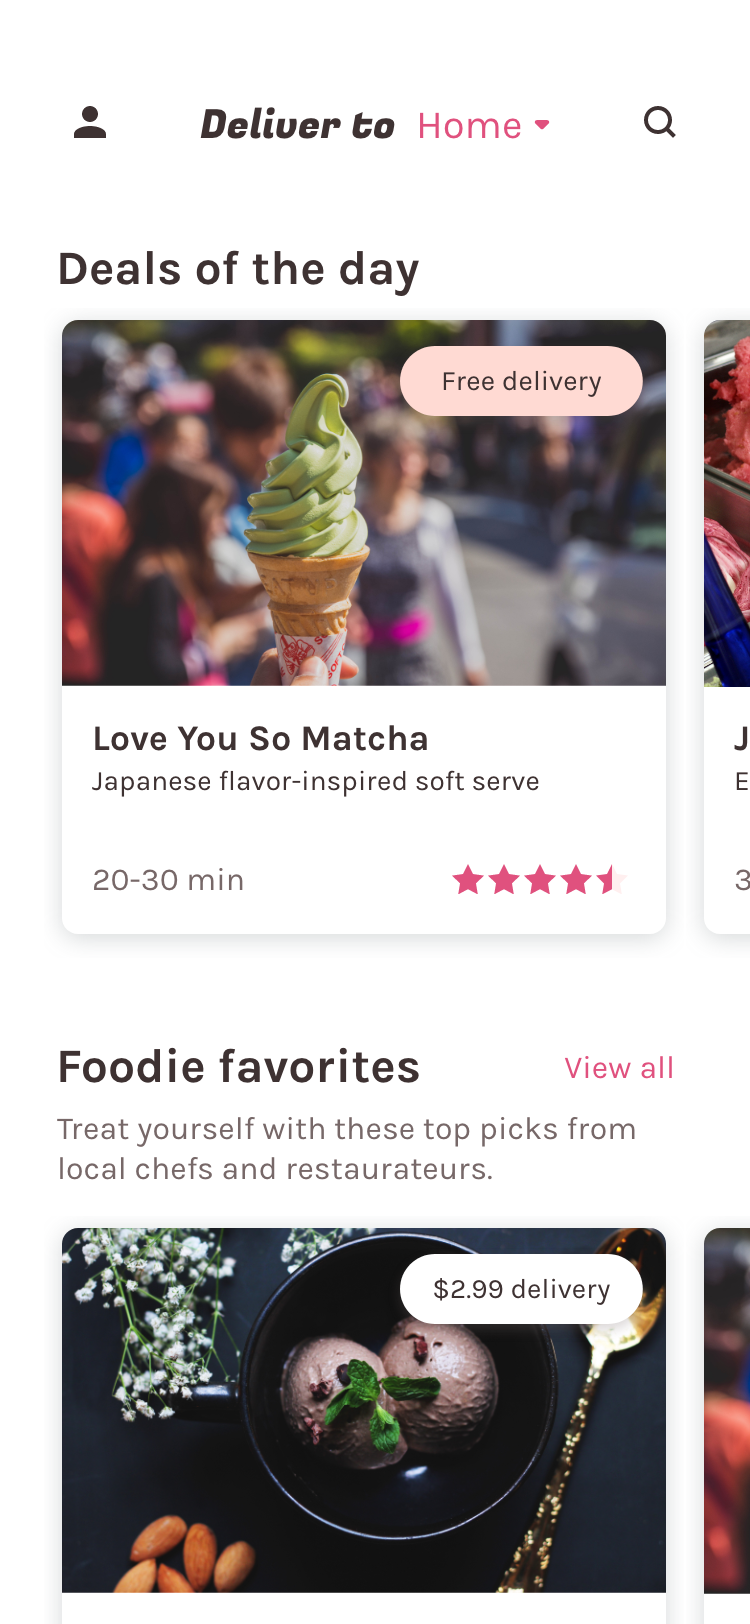 Deliver to Home
Deals of the day
Free delivery
Love You So Matcha
Japanese flavor-inspired soft serve
20-30 min
Foodie favorites
View all
Treat yourself with these top picks from
local chefs and restaurateurs.
$2.99 delivery